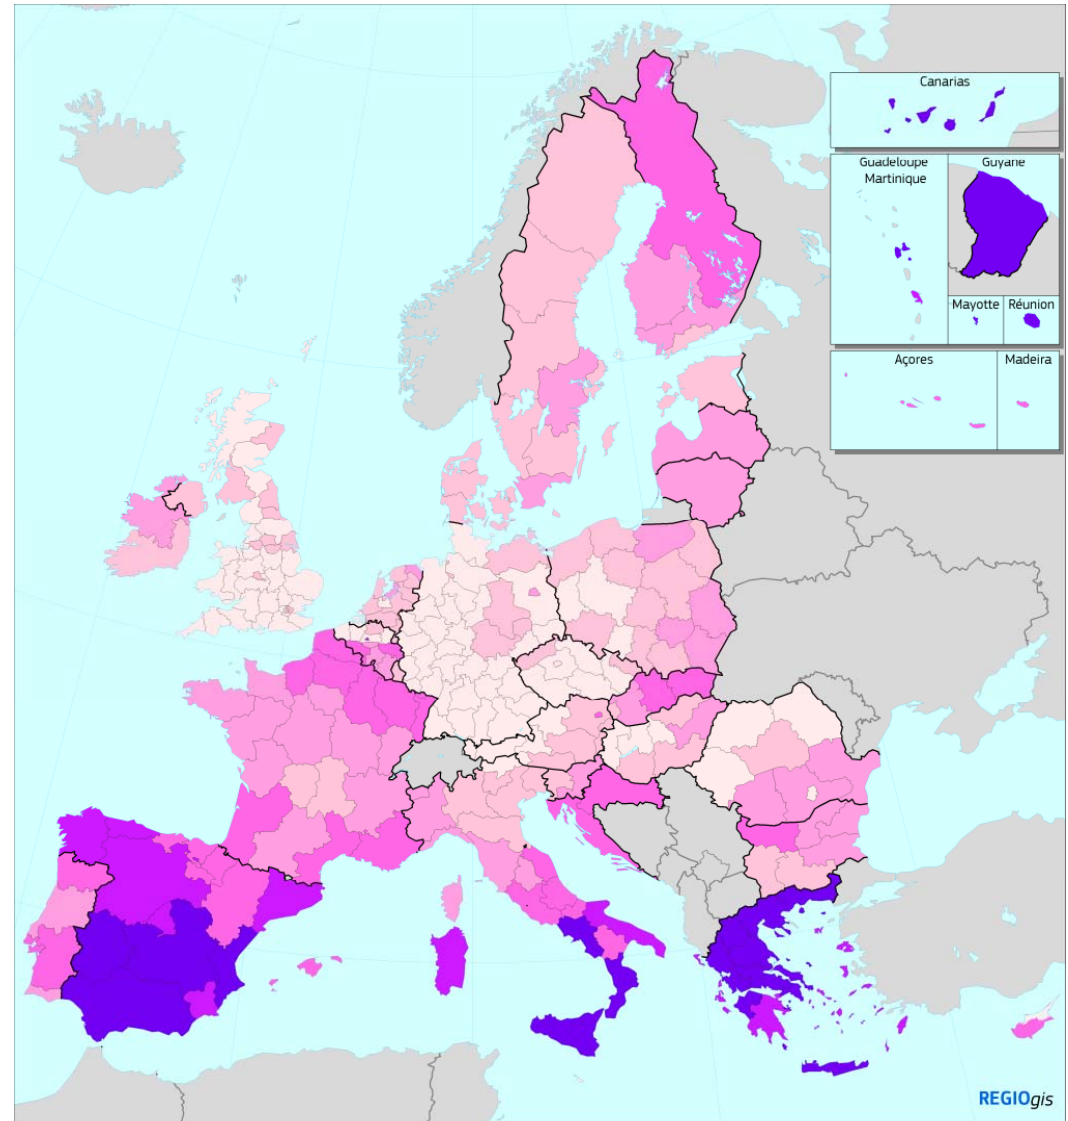 Canarias
Guadeloupe
Martinique
Guyane
Mayotte
Réunion
Açores
Madeira
REGIOgis